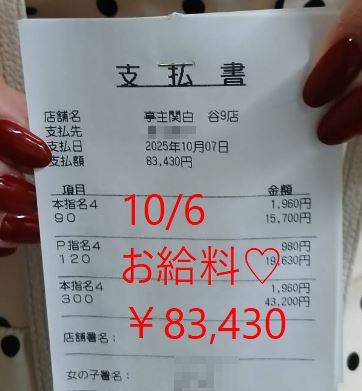 支払書
店舗名 亭主関白 谷9店
支払先
支払日 2025年10月07日
支払額 83,430円
項目 金額
本指名4 1,960円
90 15,700円
10/6
P指名4 980円
120 19,630円
お給料♡
本指名4 1,960円
300 43,200円
￥83,430
店舗署名：
女の子署名：